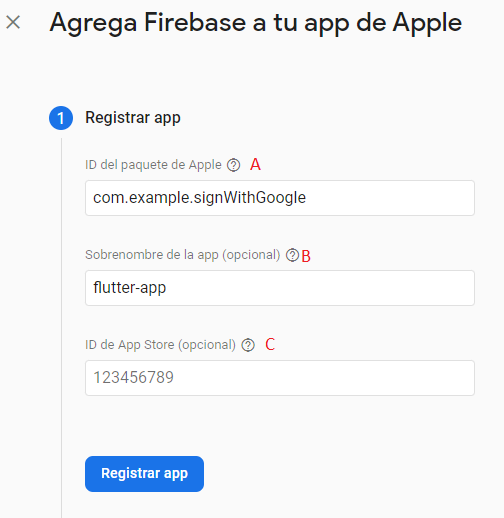 Agrega Firebase a tu app de Apple
1 Registrar app
ID del paquete de Apple ? A
com.example.signWithGoogle
Sobrenombre de la app (opcional) ? B
flutter-app
ID de App Store (opcional) ? C
123456789
Registrar app